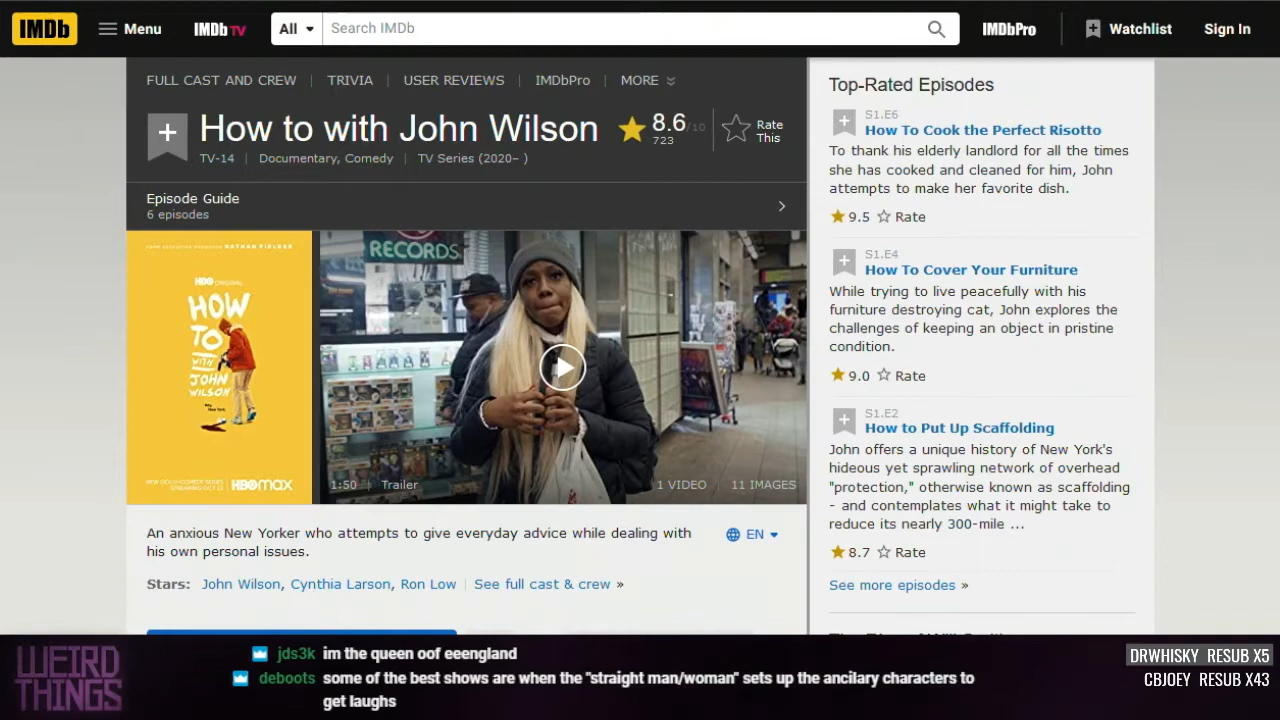 IMDb
Menu
IMDb TV
All
Search IMDb
IMDbPro
Watchlist
Sign In
FULL CAST AND CREW
TRIVIA
USER REVIEWS
IMDbPro
MORE
How to with John Wilson
8.6/10
723
Rate This
TV-14 | Documentary, Comedy | TV Series (2020– )
Episode Guide
6 episodes
NATHAN FIELDER
HBO ORIGINAL
HOW
TO
WITH
JOHN
WILSON
HBOmax
RECORDS
1:50 | Trailer
1 VIDEO | 11 IMAGES
An anxious New Yorker who attempts to give everyday advice while dealing with
his own personal issues.
EN
Stars: John Wilson, Cynthia Larson, Ron Low | See full cast & crew »
Top-Rated Episodes
S1.E6
How To Cook the Perfect Risotto
To thank his elderly landlord for all the times
she has cooked and cleaned for him, John
attempts to make her favorite dish.
9.5 Rate
S1.E4
How To Cover Your Furniture
While trying to live peacefully with his
furniture destroying cat, John explores the
challenges of keeping an object in pristine
condition.
9.0 Rate
S1.E2
How to Put Up Scaffolding
John offers a unique history of New York's
hideous yet sprawling network of overhead
"protection," otherwise known as scaffolding
- and contemplates what it might take to
reduce its nearly 300-mile ...
8.7 Rate
See more episodes »
WEIRD
THINGS
jds3k im the queen oof eeengland
deboots some of the best shows are when the "straight man/woman" sets up the ancilary characters to
get laughs
DRWHISKY RESUB X5
CBJOEY RESUB X43